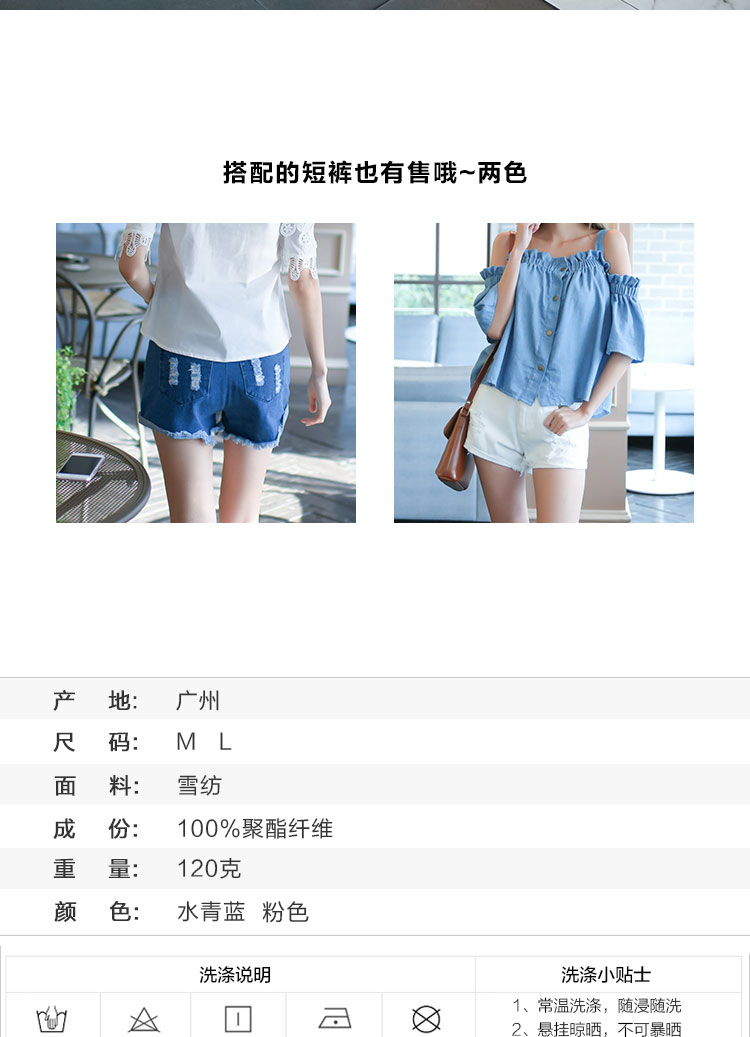 搭配的短裤也有售哦~两色
产 地: 广州
尺 码: M L
面 料: 雪纺
成 份: 100%聚酯纤维
重 量: 120克
颜 色: 水青蓝 粉色
洗涤说明 洗涤小贴士
1、常温洗涤，随浸随洗
2、悬挂晾晒，不可暴晒